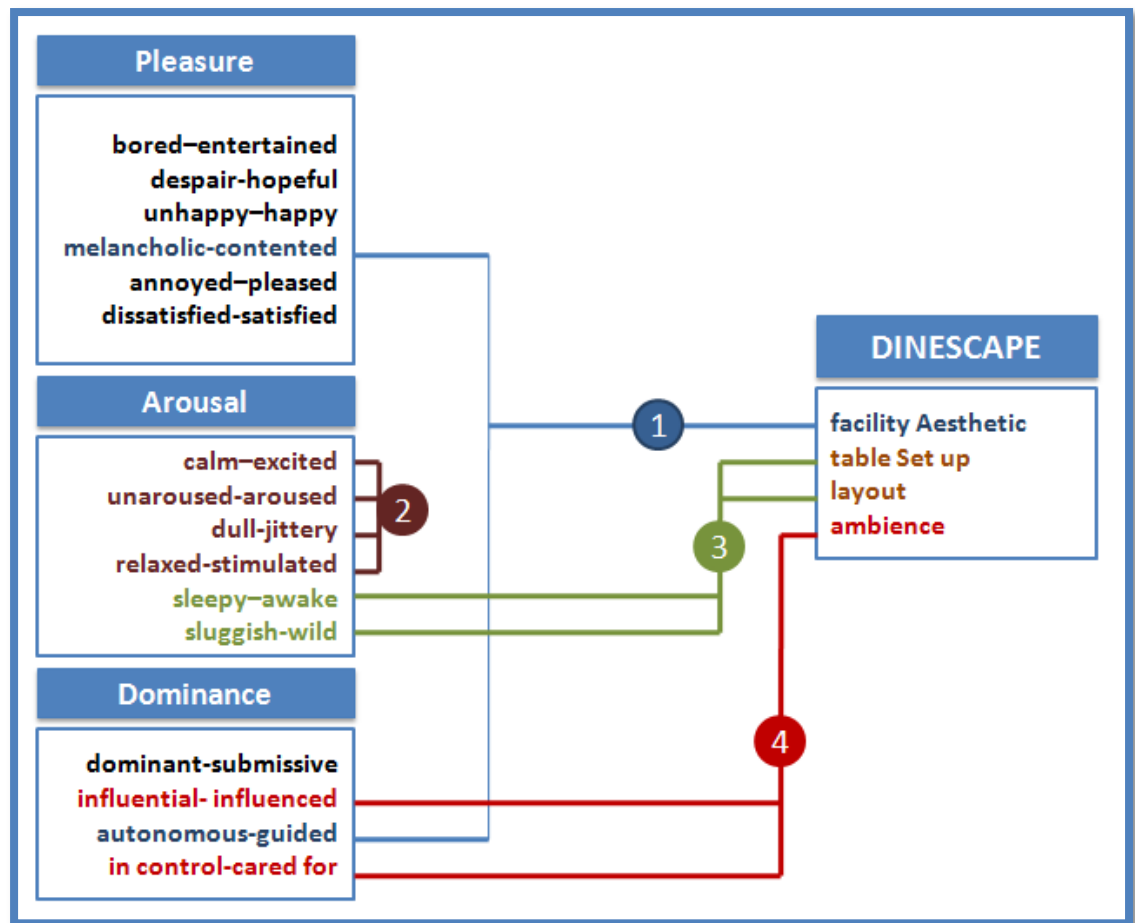 Pleasure
bored–entertained
despair-hopeful
unhappy–happy
melancholic-contented
annoyed–pleased
dissatisfied-satisfied
Arousal
calm–excited
unaroused-aroused
dull-jittery
relaxed-stimulated
sleepy–awake
sluggish-wild
Dominance
dominant-submissive
influential- influenced
autonomous-guided
in control-cared for
1
2
3
4
DINESCAPE
facility Aesthetic
table Set up
layout
ambience